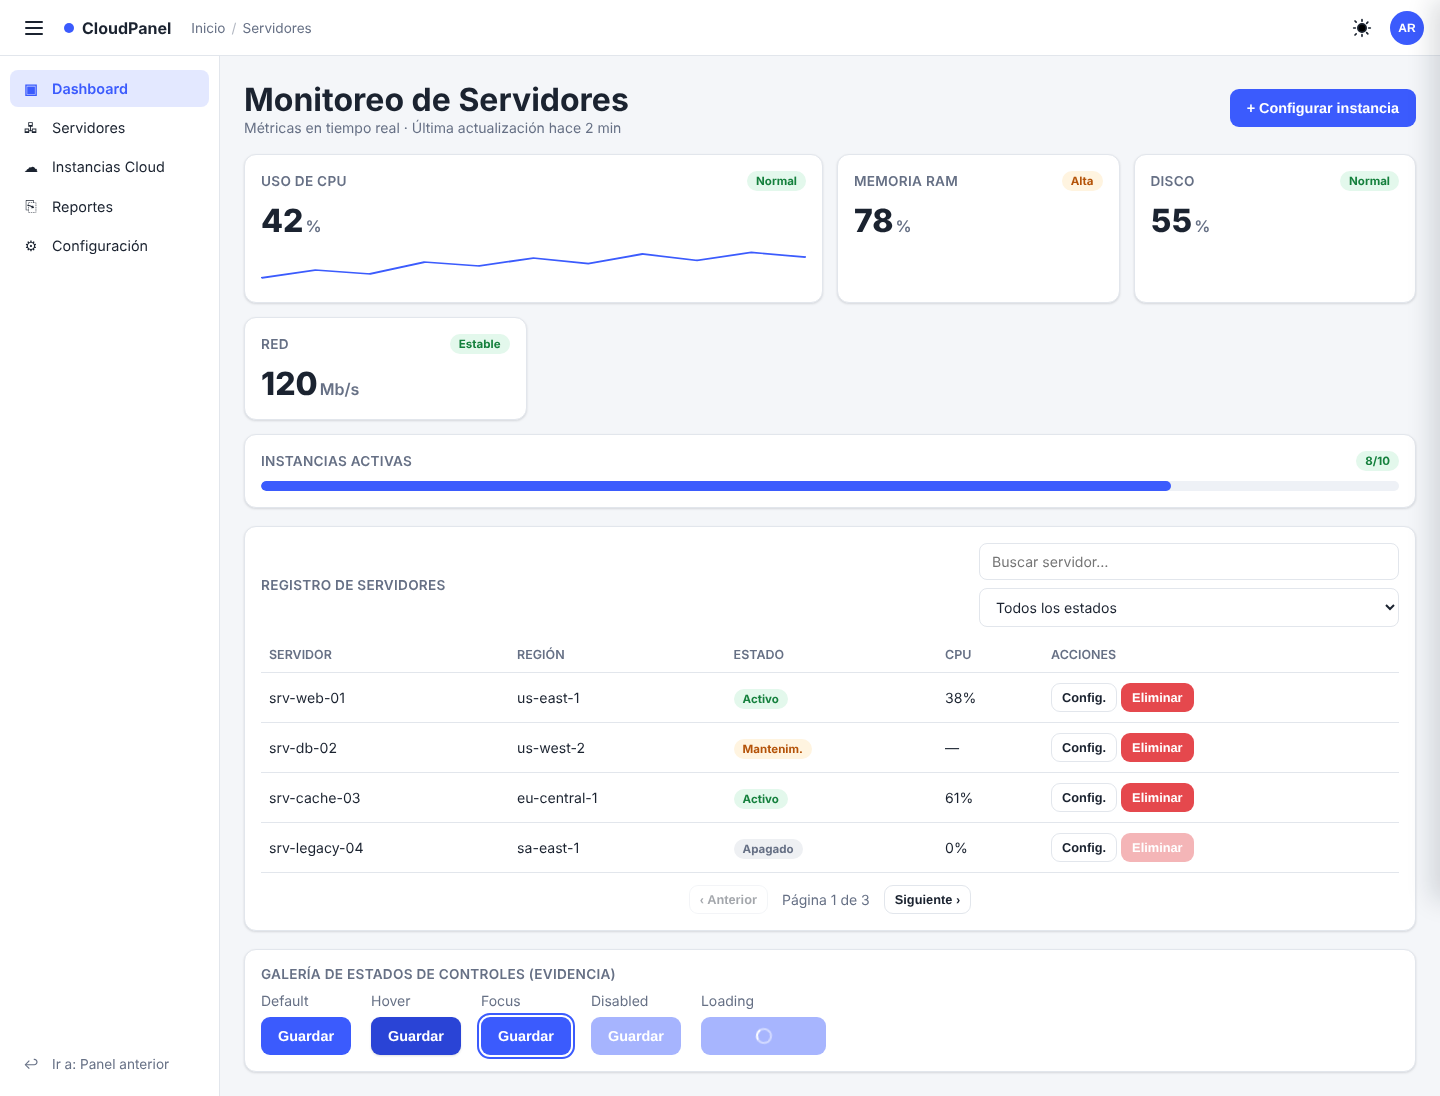 CloudPanel Inicio / Servidores AR
Dashboard
Servidores
Instancias Cloud
Reportes
Configuración
Ir a: Panel anterior
Monitoreo de Servidores
Métricas en tiempo real · Última actualización hace 2 min
+ Configurar instancia
USO DE CPU Normal
42 %
MEMORIA RAM Alta
78 %
DISCO Normal
55 %
RED Estable
120 Mb/s
INSTANCIAS ACTIVAS 8/10
REGISTRO DE SERVIDORES
Buscar servidor...
Todos los estados
SERVIDOR REGIÓN ESTADO CPU ACCIONES
srv-web-01 us-east-1 Activo 38% Config. Eliminar
srv-db-02 us-west-2 Mantenim. — Config. Eliminar
srv-cache-03 eu-central-1 Activo 61% Config. Eliminar
srv-legacy-04 sa-east-1 Apagado 0% Config. Eliminar
‹ Anterior Página 1 de 3 Siguiente ›
GALERÍA DE ESTADOS DE CONTROLES (EVIDENCIA)
Default Hover Focus Disabled Loading
Guardar Guardar Guardar Guardar